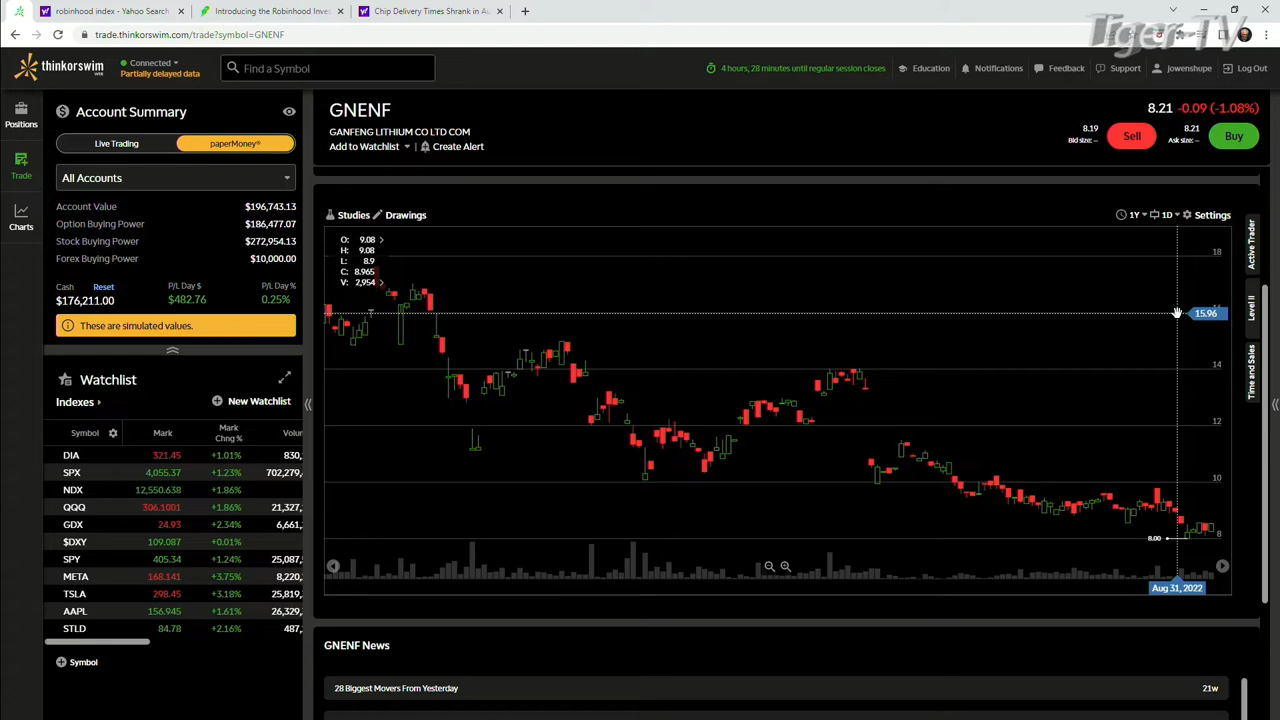 robinhood index - Yahoo Search
Introducing the Robinhood Inve
Chip Delivery Times Shrank in Au
Tiger-TV
trade.thinkorswim.com/trade?symbol=GNENF
thinkorswim
WEB
Connected
Partially delayed data
Find a Symbol
4 hours, 28 minutes until regular session closes
Education
Notifications
Feedback
Support
jowenshupe
Log Out
Positions
Trade
Charts
Account Summary
Live Trading
paperMoney®
All Accounts
Account Value $196,743.13
Option Buying Power $186,477.07
Stock Buying Power $272,954.13
Forex Buying Power $10,000.00
Cash Reset P/L Day $ P/L Day %
$176,211.00 $482.76 0.25%
These are simulated values.
Watchlist
Indexes
New Watchlist
Symbol Mark Mark Chng % Volu
DIA 321.45 +1.01% 830,
SPX 4,055.37 +1.23% 702,279,
NDX 12,550.638 +1.86%
QQQ 306.1001 +1.86% 21,327,
GDX 24.93 +2.34% 6,661,
$DXY 109.087 +0.01%
SPY 405.34 +1.24% 25,087,
META 168.141 +3.75% 8,220,
TSLA 298.45 +3.18% 25,819,
AAPL 156.945 +1.61% 26,329,
STLD 84.78 +2.16% 487,
Symbol
GNENF
8.21 -0.09 (-1.08%)
GANFENG LITHIUM CO LTD COM
Add to Watchlist | Create Alert
8.19
Bid size: --
Sell
8.21
Ask size: --
Buy
Studies Drawings
1Y 1D Settings
O: 9.08
H: 9.08
L: 8.9
C: 8.965
V: 2,954
18
15.96
14
12
10
8
8.00
Aug 31, 2022
Active Trader
Level II
Time and sales
GNENF News
28 Biggest Movers From Yesterday 21w